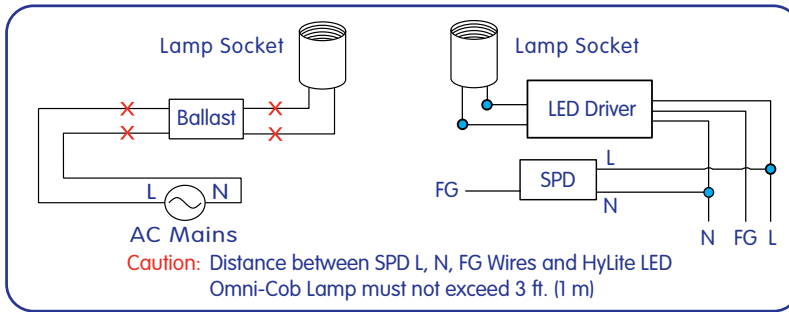 Lamp Socket
Lamp Socket
Ballast
LED Driver
L
FG
SPD
N
L
N
AC Mains
N
FG
L
Caution: Distance between SPD L, N, FG Wires and HyLite LED
Omni-Cob Lamp must not exceed 3 ft. (1 m)